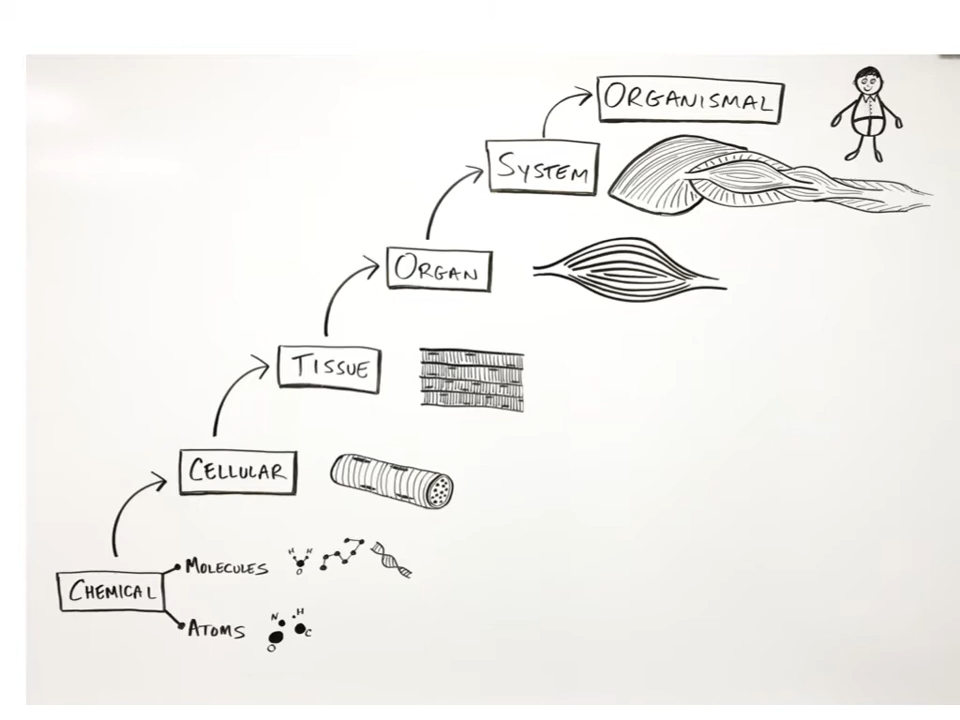 ORGANISMAL
SYSTEM
ORGAN
TISSUE
CELLULAR
CHEMICAL
MOLECULES
H H
O
ATOMS
N H
O C